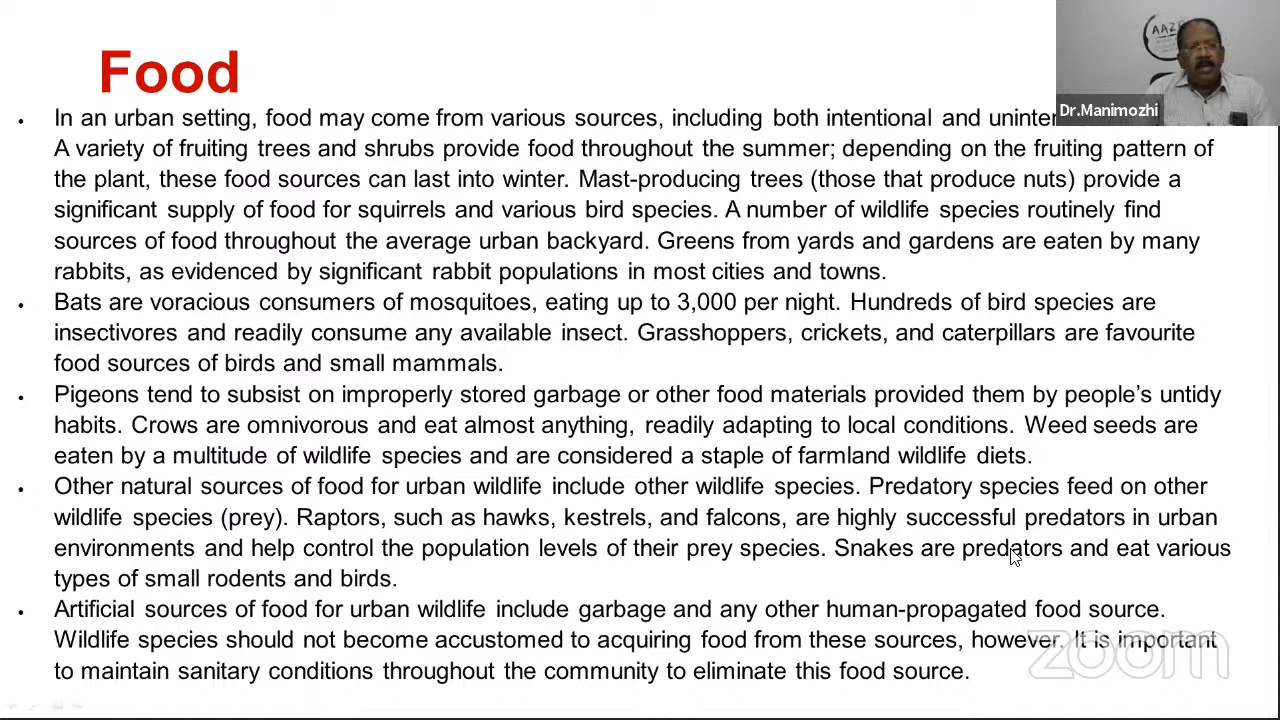 Food
AAZP
Dr.Manimozhi
• In an urban setting, food may come from various sources, including both intentional and
A variety of fruiting trees and shrubs provide food throughout the summer; depending on the fruiting pattern of
the plant, these food sources can last into winter. Mast-producing trees (those that produce nuts) provide a
significant supply of food for squirrels and various bird species. A number of wildlife species routinely find
sources of food throughout the average urban backyard. Greens from yards and gardens are eaten by many
rabbits, as evidenced by significant rabbit populations in most cities and towns.
• Bats are voracious consumers of mosquitoes, eating up to 3,000 per night. Hundreds of bird species are
insectivores and readily consume any available insect. Grasshoppers, crickets, and caterpillars are favourite
food sources of birds and small mammals.
• Pigeons tend to subsist on improperly stored garbage or other food materials provided them by people’s untidy
habits. Crows are omnivorous and eat almost anything, readily adapting to local conditions. Weed seeds are
eaten by a multitude of wildlife species and are considered a staple of farmland wildlife diets.
• Other natural sources of food for urban wildlife include other wildlife species. Predatory species feed on other
wildlife species (prey). Raptors, such as hawks, kestrels, and falcons, are highly successful predators in urban
environments and help control the population levels of their prey species. Snakes are predators and eat various
types of small rodents and birds.
• Artificial sources of food for urban wildlife include garbage and any other human-propagated food source.
Wildlife species should not become accustomed to acquiring food from these sources, however. It is important
to maintain sanitary conditions throughout the community to eliminate this food source.
zoom